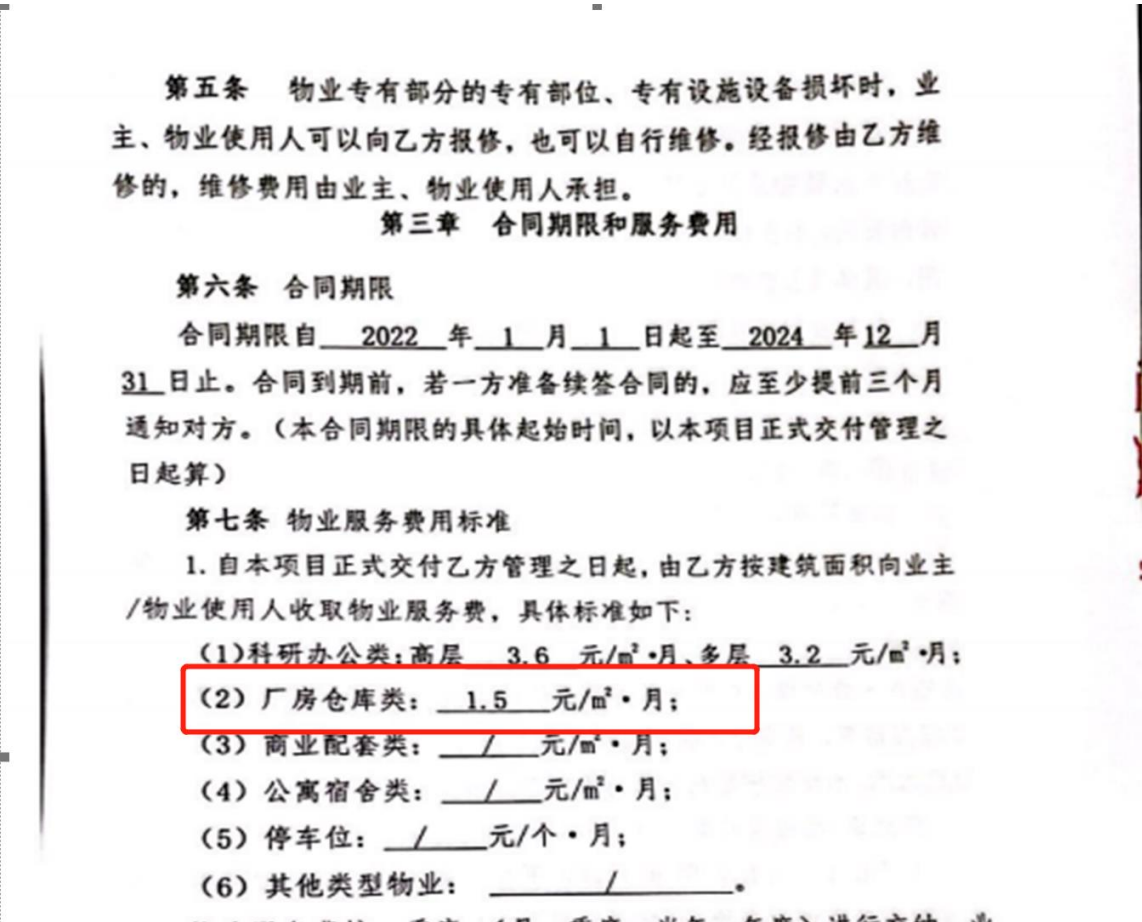 第五条 物业专有部分的专有部位、专有设施设备损坏时，业
主、物业使用人可以向乙方报修，也可以自行维修。经报修由乙方维
修的，维修费用由业主、物业使用人承担。
第三章 合同期限和服务费用
第六条 合同期限
合同期限自 2022 年 1 月 1 日起至 2024 年 12 月
31 日止。合同到期前，若一方准备续签合同的，应至少提前三个月
通知对方。（本合同期限的具体起始时间，以本项目正式交付管理之
日起算）
第七条 物业服务费用标准
1.自本项目正式交付乙方管理之日起，由乙方按建筑面积向业主
/物业使用人收取物业服务费，具体标准如下：
（1)科研办公类：高层 3.6 元/㎡·月、多层 3.2 元/㎡·月；
（2）厂房仓库类： 1.5 元/㎡·月；
（3）商业配套类： / 元/㎡·月；
（4）公寓宿舍类： / 元/㎡·月；
（5）停车位： / 元/个·月；
（6）其他类型物业： / 。